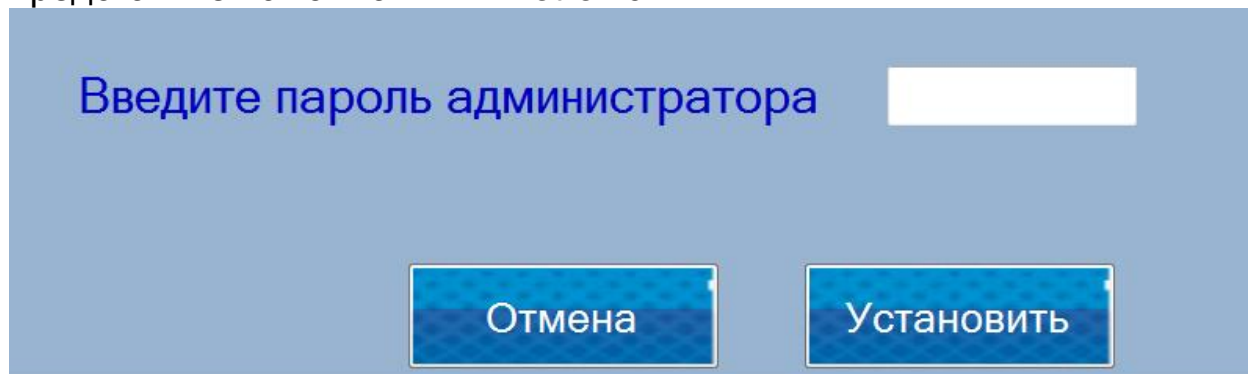 Введите пароль администратора
Отмена
Установить